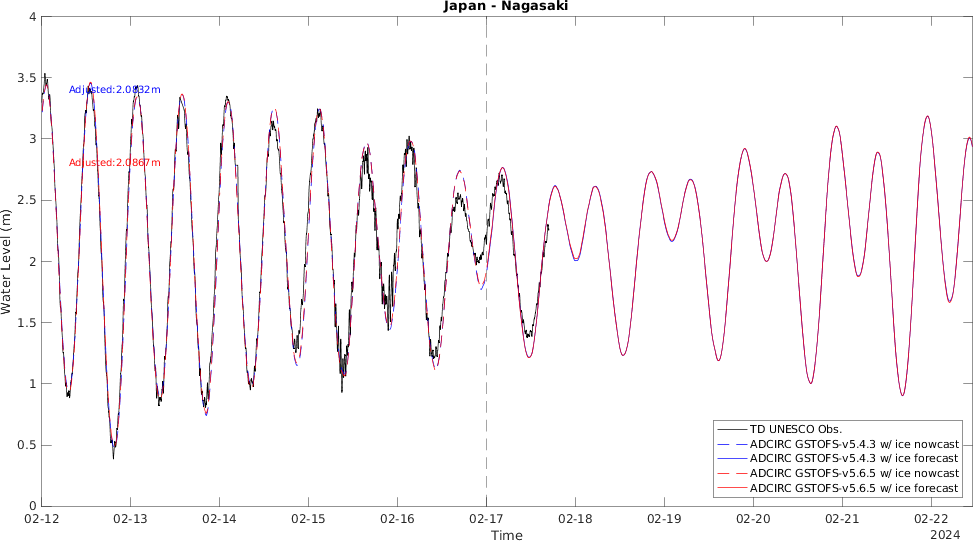 Japan - Nagasaki
4
3.5
3
2.5
2
1.5
1
0.5
0
Water Level (m)
Adjusted:2.0832m
Adjusted:2.0867m
TD UNESCO Obs.
ADCIRC GSTOFS-v5.4.3 w/ ice nowcast
ADCIRC GSTOFS-v5.4.3 w/ ice forecast
ADCIRC GSTOFS-v5.6.5 w/ ice nowcast
ADCIRC GSTOFS-v5.6.5 w/ ice forecast
02-12 02-13 02-14 02-15 02-16 02-17 02-18 02-19 02-20 02-21 02-22
Time
2024